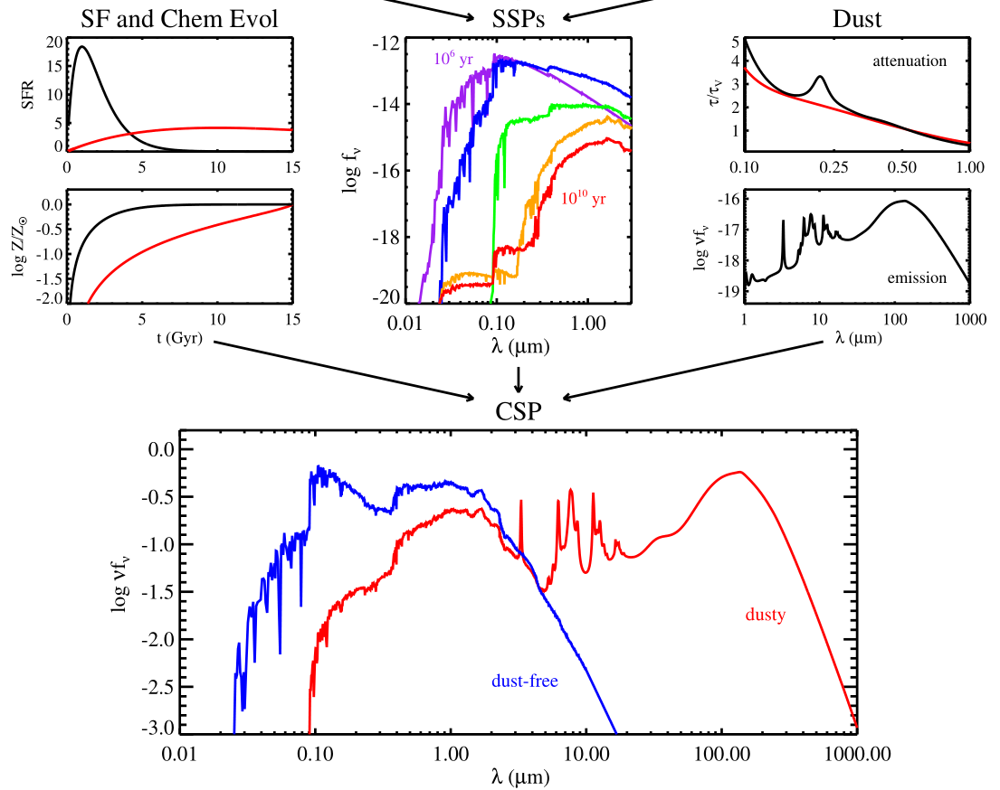 SF and Chem Evol
SSPs
Dust
20
15
10
5
0
SFR
0
5
10
15
0.0
-0.5
-1.0
-1.5
-2.0
log Z/Z☉
0
5
10
15
t (Gyr)
-12
-14
-16
-18
-20
log fν
10⁶ yr
10¹⁰ yr
0.01
0.10
1.00
λ (μm)
5
4
3
2
1
τ/τV
attenuation
0.10
0.25
0.50
1.00
-16
-17
-18
-19
log νfν
emission
1
10
100
1000
λ (μm)
CSP
0.0
-0.5
-1.0
-1.5
-2.0
-2.5
-3.0
log νfν
dust-free
dusty
0.01
0.10
1.00
10.00
100.00
1000.00
λ (μm)